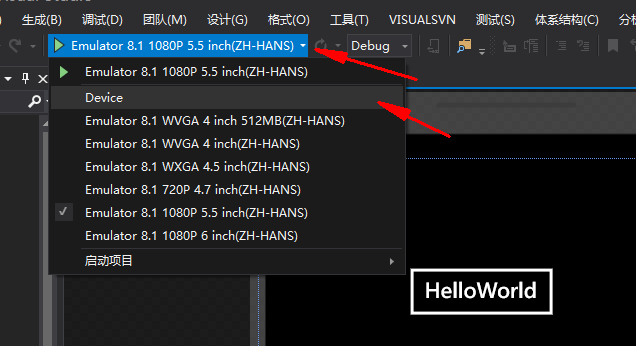 生成(B) 调试(D) 团队(M) 设计(G) 格式(O) 工具(T) VISUALSVN 测试(S) 体系结构(C)
Emulator 8.1 1080P 5.5 inch(ZH-HANS) Debug
Emulator 8.1 1080P 5.5 inch(ZH-HANS)
Device
Emulator 8.1 WVGA 4 inch 512MB(ZH-HANS)
Emulator 8.1 WVGA 4 inch(ZH-HANS)
Emulator 8.1 WXGA 4.5 inch(ZH-HANS)
Emulator 8.1 720P 4.7 inch(ZH-HANS)
Emulator 8.1 1080P 5.5 inch(ZH-HANS)
Emulator 8.1 1080P 6 inch(ZH-HANS)
启动项目
HelloWorld